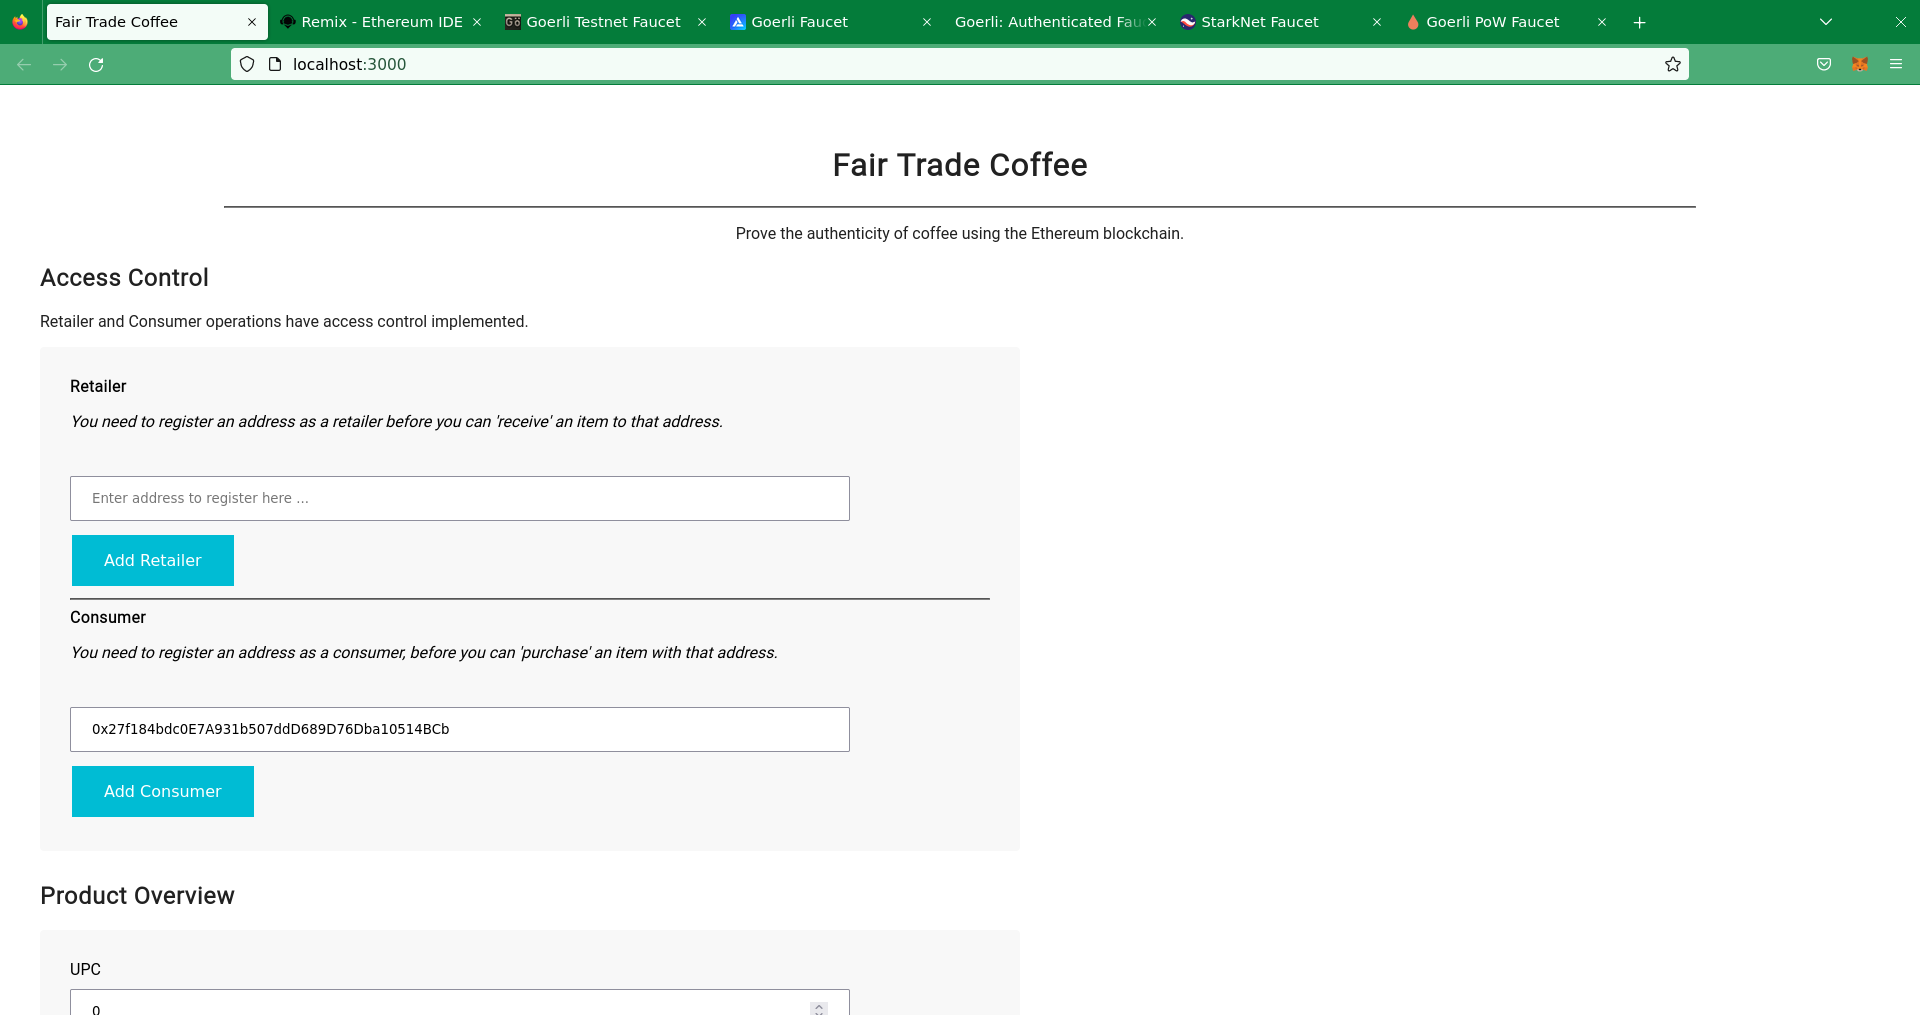 Fair Trade Coffee
Remix - Ethereum IDE
Goerli Testnet Faucet
Goerli Faucet
Goerli: Authenticated Fau
StarkNet Faucet
Goerli PoW Faucet
localhost:3000
Fair Trade Coffee
Prove the authenticity of coffee using the Ethereum blockchain.
Access Control
Retailer and Consumer operations have access control implemented.
Retailer
You need to register an address as a retailer before you can 'receive' an item to that address.
Enter address to register here ...
Add Retailer
Consumer
You need to register an address as a consumer, before you can 'purchase' an item with that address.
0x27f184bdc0E7A931b507ddD689D76Dba10514BCb
Add Consumer
Product Overview
UPC
0